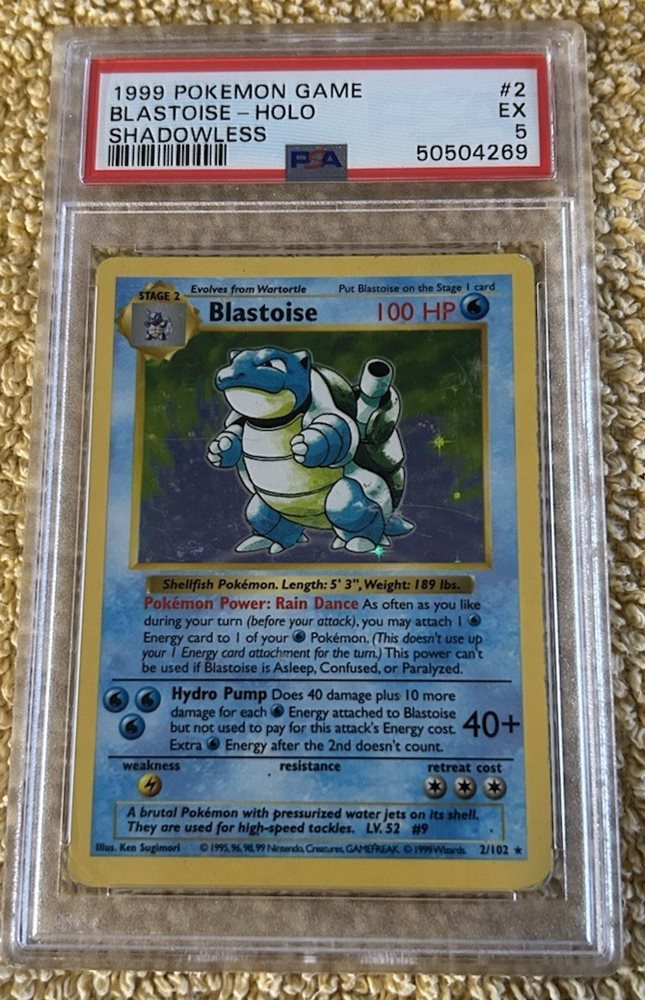 1999 POKEMON GAME #2
BLASTOISE – HOLO EX
SHADOWLESS 5
PSA 50504269
Evolves from Wartortle Put Blastoise on the Stage 1 card
STAGE 2
Blastoise 100 HP
Shellfish Pokémon. Length: 5' 3", Weight: 189 lbs.
Pokémon Power: Rain Dance As often as you like
during your turn (before your attack), you may attach 1
Energy card to 1 of your Pokémon. (This doesn't use up
your 1 Energy card attachment for the turn.) This power can't
be used if Blastoise is Asleep, Confused, or Paralyzed.
Hydro Pump Does 40 damage plus 10 more
damage for each Energy attached to Blastoise
but not used to pay for this attack's Energy cost. 40+
Extra Energy after the 2nd doesn't count.
weakness resistance retreat cost
A brutal Pokémon with pressurized water jets on its shell.
They are used for high-speed tackles. LV. 52 #9
Illus. Ken Sugimori © 1995, 96, 98, 99 Nintendo, Creatures, GAMEFREAK. © 1999 Wizards. 2/102 ★